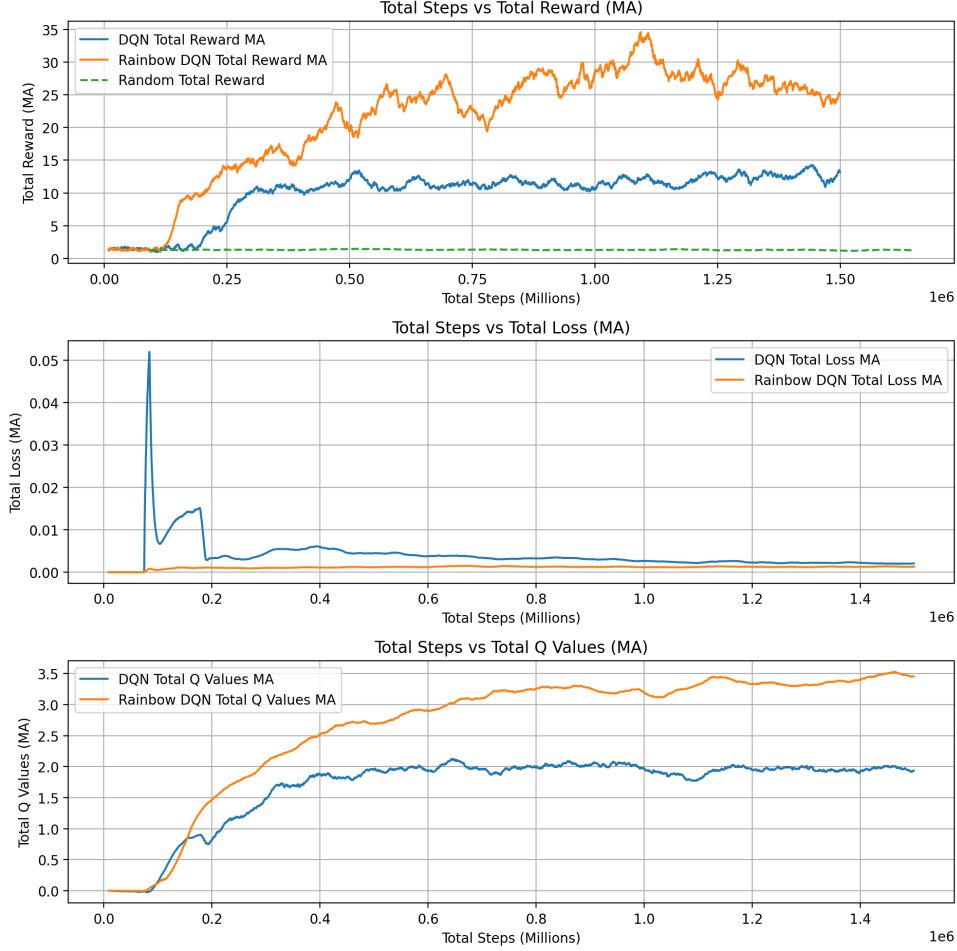 Total Steps vs Total Reward (MA)
35
30
25
20
15
10
5
0
Total Reward (MA)
DQN Total Reward MA
Rainbow DQN Total Reward MA
Random Total Reward
0.00 0.25 0.50 0.75 1.00 1.25 1.50
1e6
Total Steps (Millions)
Total Steps vs Total Loss (MA)
0.05
0.04
0.03
0.02
0.01
0.00
Total Loss (MA)
DQN Total Loss MA
Rainbow DQN Total Loss MA
0.0 0.2 0.4 0.6 0.8 1.0 1.2 1.4
1e6
Total Steps (Millions)
Total Steps vs Total Q Values (MA)
3.5
3.0
2.5
2.0
1.5
1.0
0.5
0.0
Total Q Values (MA)
DQN Total Q Values MA
Rainbow DQN Total Q Values MA
0.0 0.2 0.4 0.6 0.8 1.0 1.2 1.4
1e6
Total Steps (Millions)